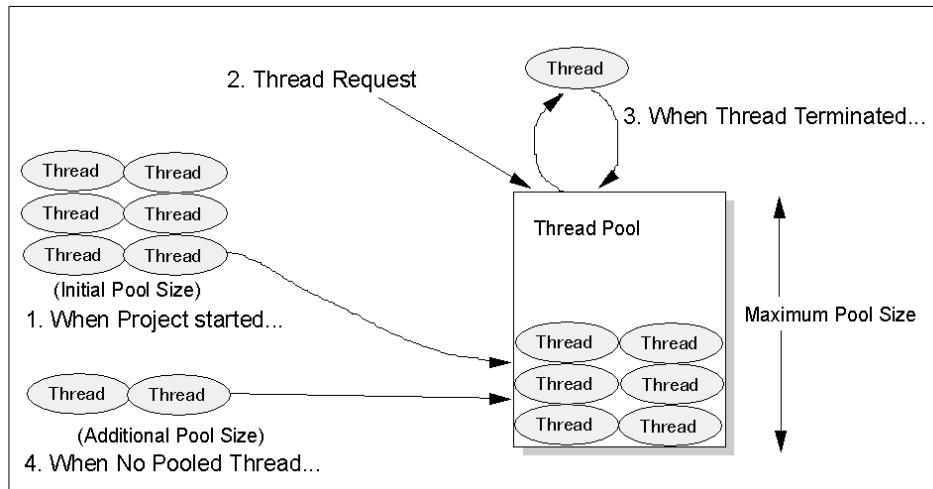 2. Thread Request
Thread
3. When Thread Terminated...
Thread Thread
Thread Thread
Thread Thread
(Initial Pool Size)
1. When Project started...
Thread Pool
Maximum Pool Size
Thread Thread
Thread Thread
Thread Thread
Thread Thread
(Additional Pool Size)
4. When No Pooled Thread...